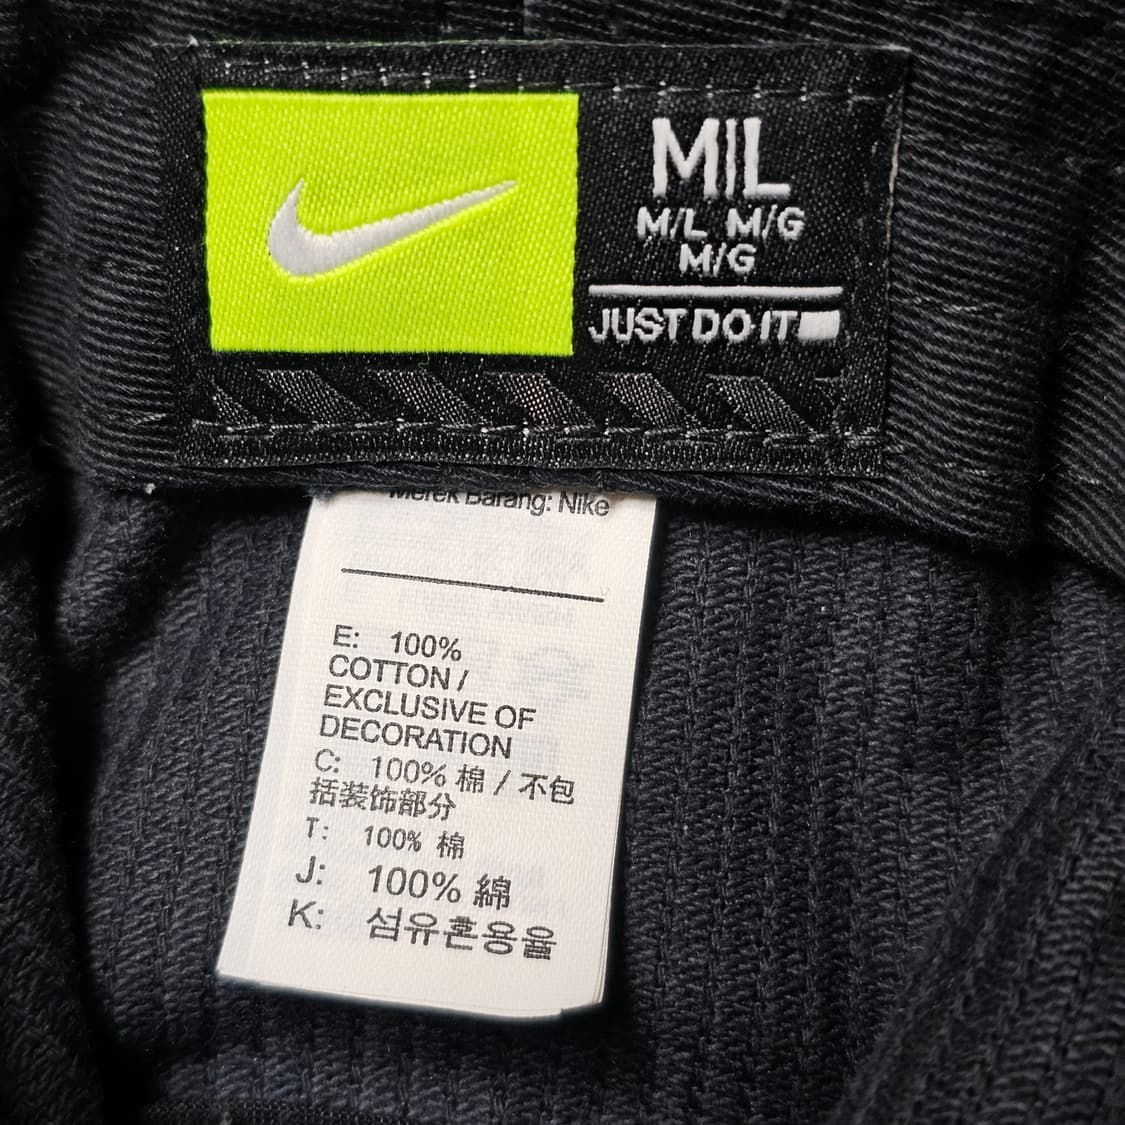 M|L
M/L M/G
M/G
JUST DO IT
Merek Barang: Nike
E: 100%
COTTON /
EXCLUSIVE OF
DECORATION
C: 100% 棉 / 不包
括装饰部分
T: 100% 棉
J: 100% 綿
K: 섬유혼용율